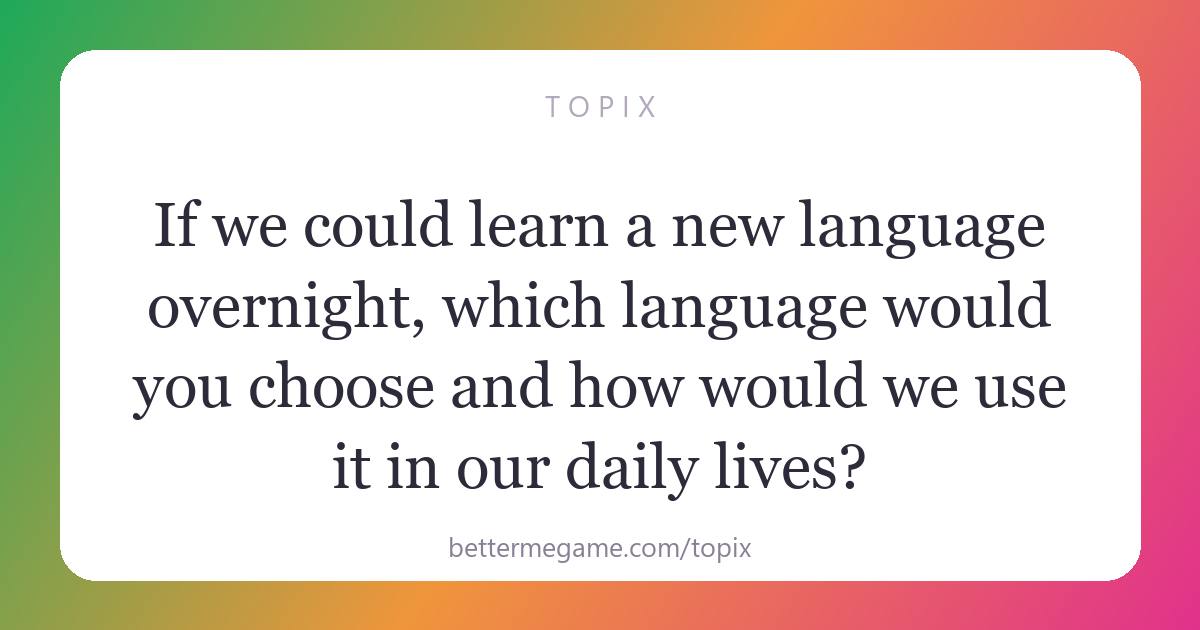 TOPIX
If we could learn a new language
overnight, which language would
you choose and how would we use
it in our daily lives?
bettermegame.com/topix